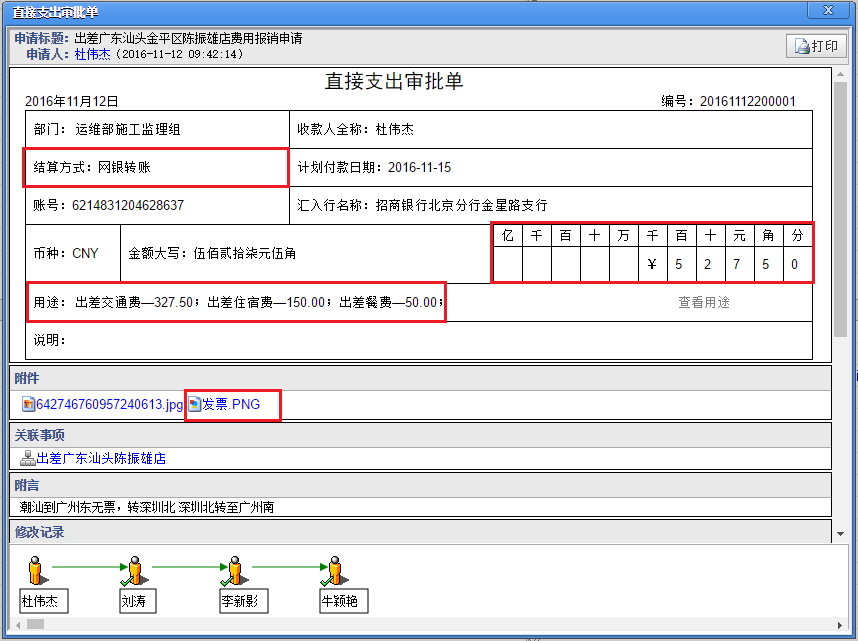 直接支出审批单
申请标题：出差广东汕头金平区陈振雄店费用报销申请
申请人：杜伟杰（2016-11-12 09:42:14）
打印
直接支出审批单
2016年11月12日 编号：20161112200001
部门：运维部施工监理组 收款人全称：杜伟杰
结算方式：网银转账 计划付款日期：2016-11-15
账号：6214831204628637 汇入行名称：招商银行北京分行金星路支行
币种：CNY 金额大写：伍佰贰拾柒元伍角
亿 千 百 十 万 千 百 十 元 角 分
¥ 5 2 7 5 0
用途：出差交通费—327.50；出差住宿费—150.00；出差餐费—50.00； 查看用途
说明：
附件
642746760957240613.jpg 发票.PNG
关联事项
出差广东汕头陈振雄店
附言
潮汕到广州东无票，转深圳北 深圳北转至广州南
修改记录
杜伟杰 刘涛 李新影 牛颖艳